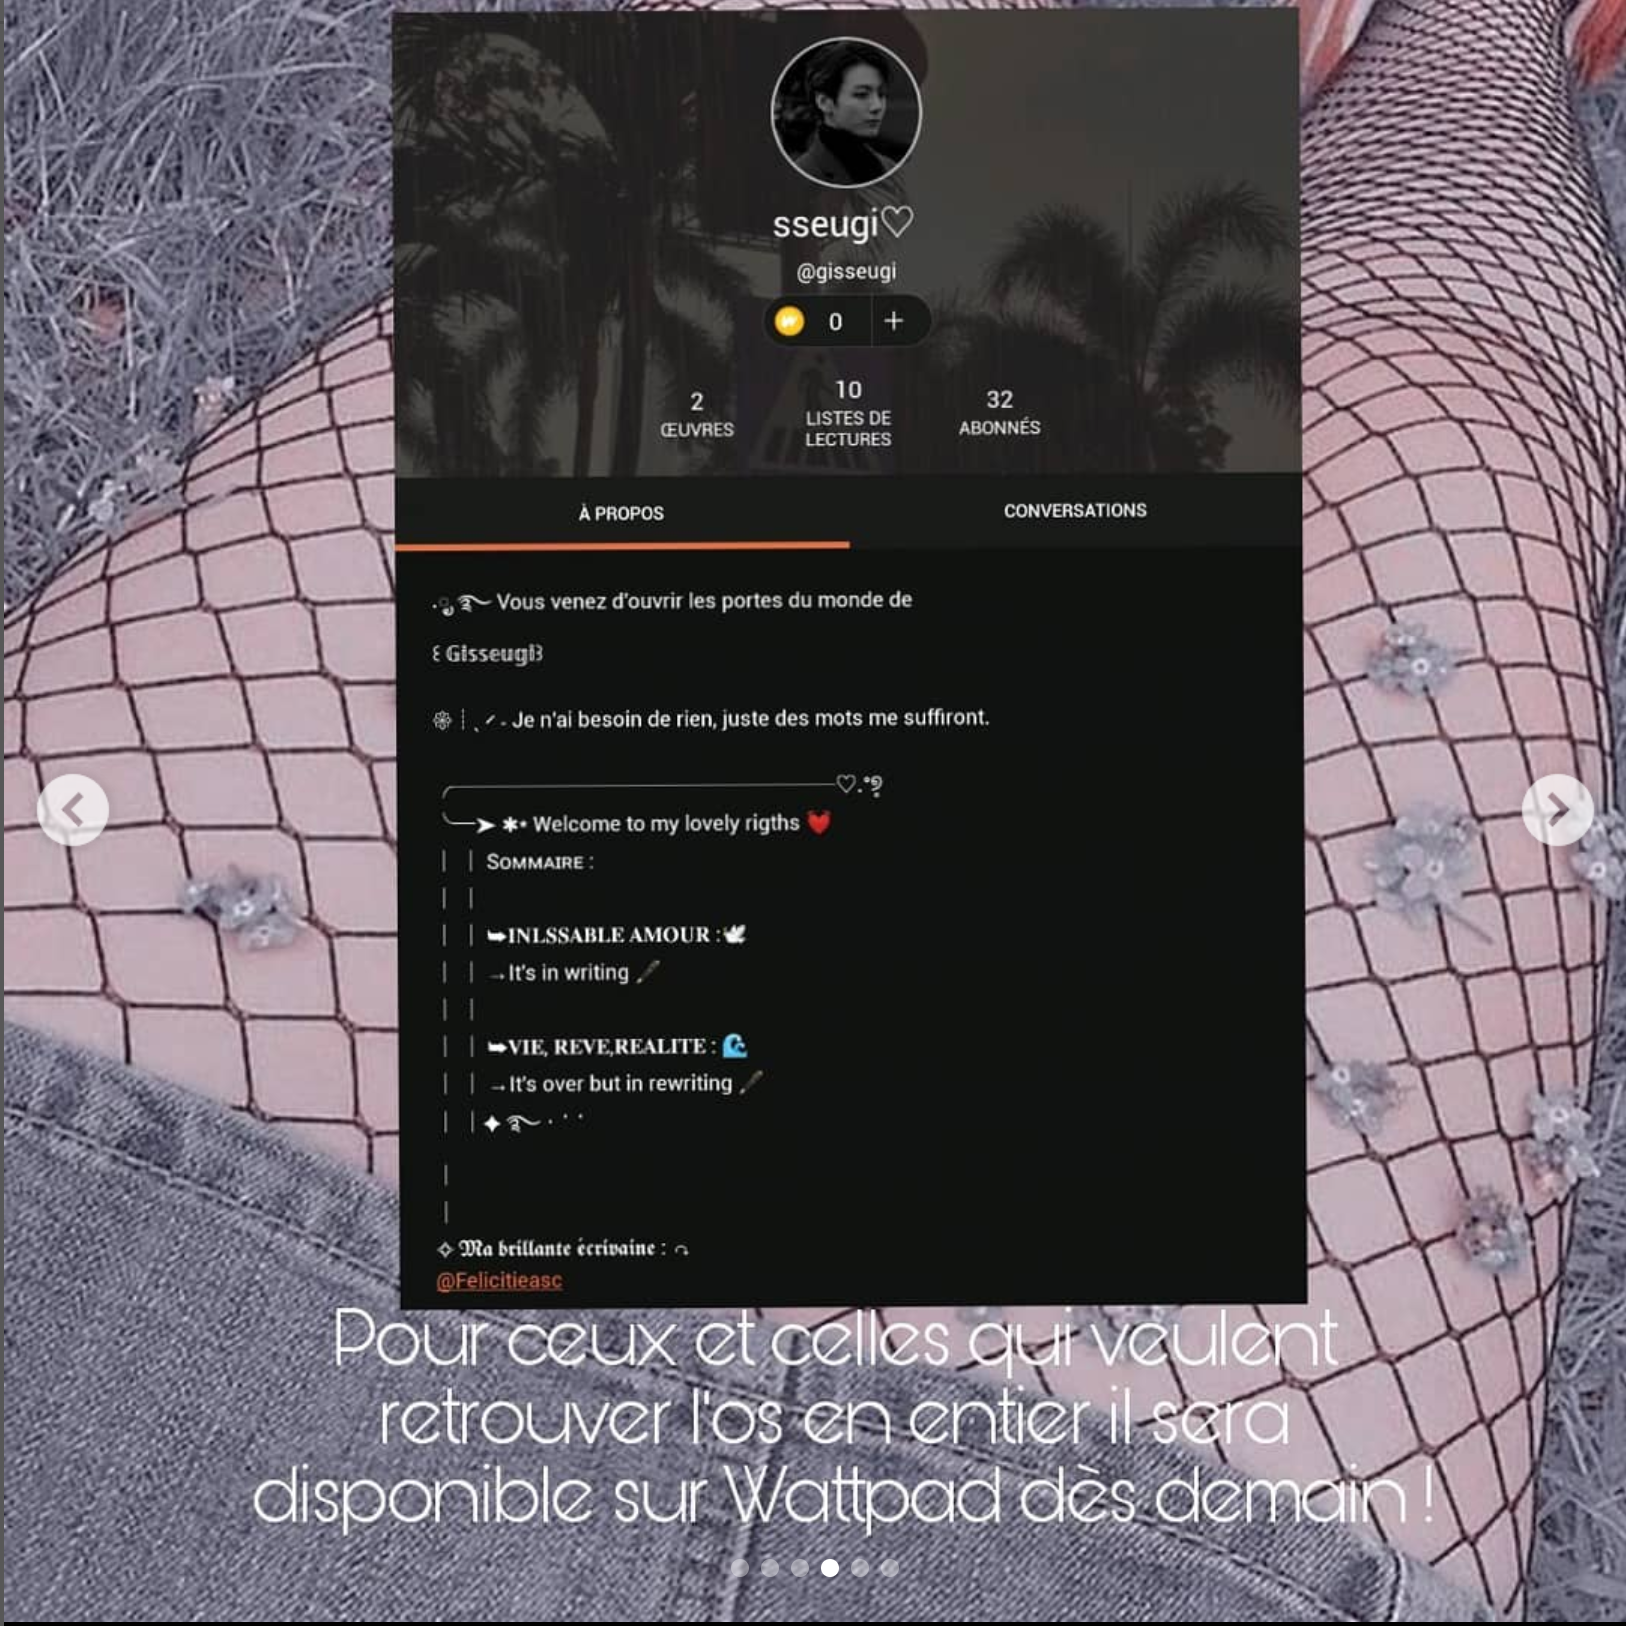 sseugi♡
@gisseugi
0 +
2
ŒUVRES
10
LISTES DE
LECTURES
32
ABONNÉS
À PROPOS
CONVERSATIONS
Vous venez d'ouvrir les portes du monde de
꒰ Gisseugi꒱
Je n'ai besoin de rien, juste des mots me suffiront.
➤ ✱⋆ Welcome to my lovely rigths 💓
SOMMAIRE :
➥INLSSABLE AMOUR :🕊
→It's in writing 🖋
➥VIE, REVE,REALITE : 🌊
→It's over but in rewriting 🖋
✧ Ma brillante écrivaine :
@Felicitieasc
Pour ceux et celles qui veulent
retrouver l'os en entier il sera
disponible sur Wattpad dès demain !